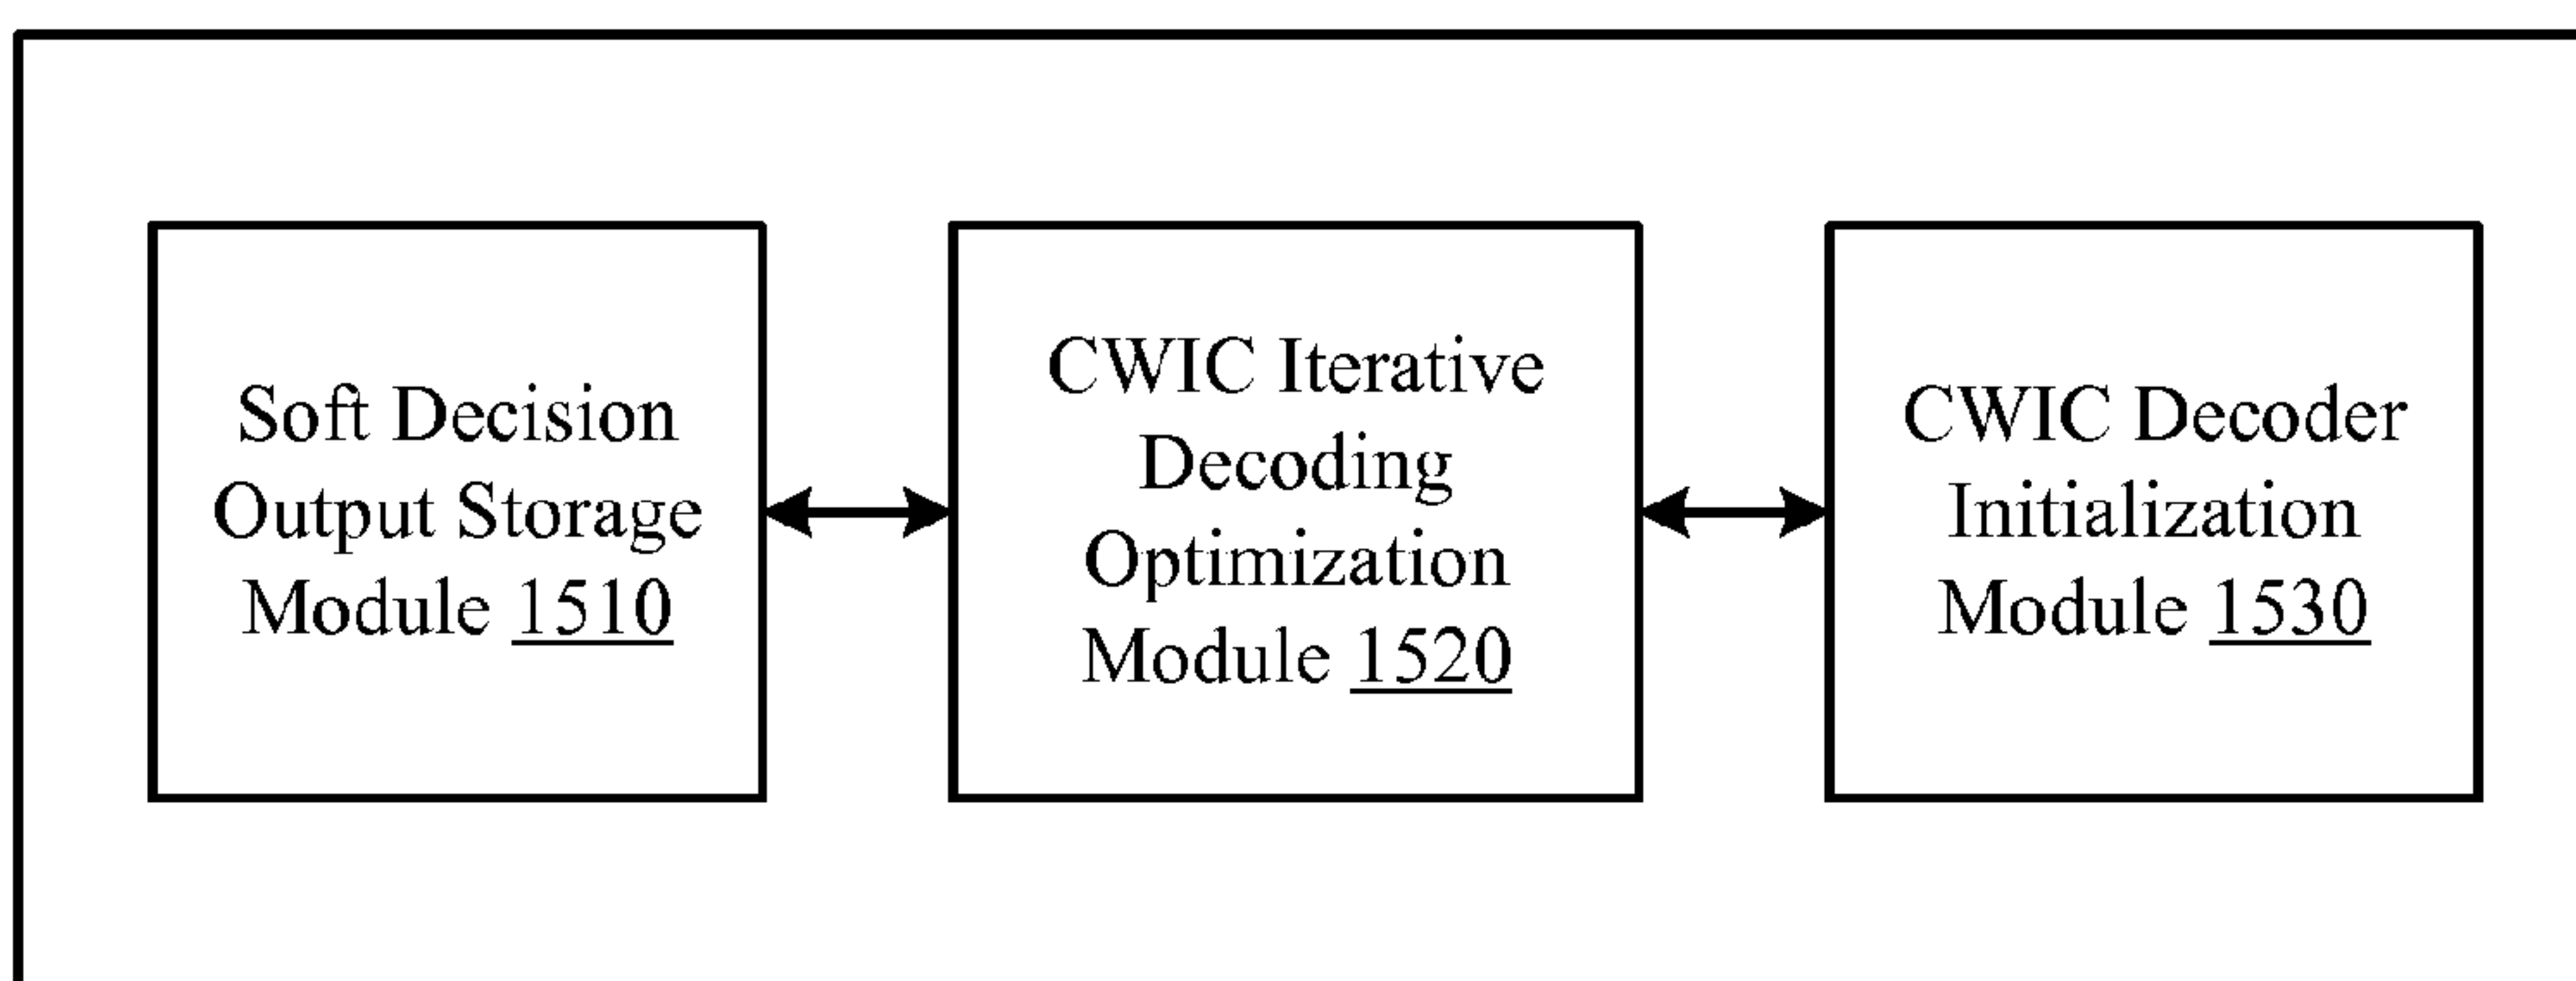 Soft Decision
Output Storage
Module 1510
CWIC Iterative
Decoding
Optimization
Module 1520
CWIC Decoder
Initialization
Module 1530